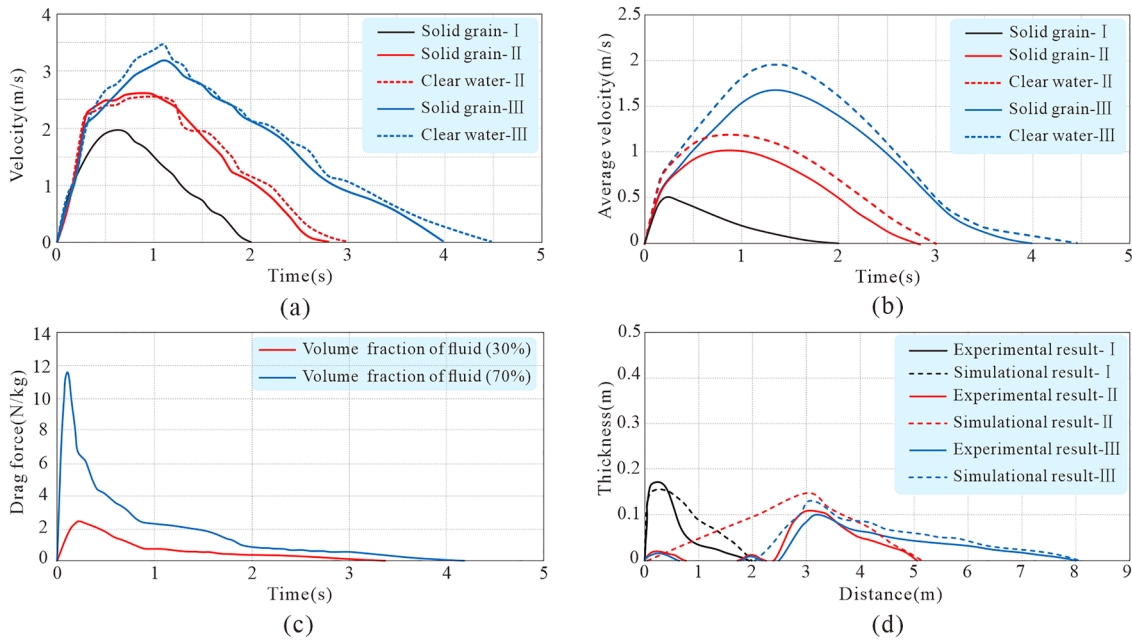 4
3
2
1
0
Velocity(m/s)
Solid grain-Ⅰ
Solid grain-Ⅱ
Clear water-Ⅱ
Solid grain-Ⅲ
Clear water-Ⅲ
0 1 2 3 4 5
Time(s)
(a)
2.5
2
1.5
1
0.5
0
Average velocity(m/s)
Solid grain-Ⅰ
Solid grain-Ⅱ
Clear water-Ⅱ
Solid grain-Ⅲ
Clear water-Ⅲ
0 1 2 3 4 5
Time(s)
(b)
14
12
10
8
6
4
2
0
Drag force(N/kg)
Volume fraction of fluid (30%)
Volume fraction of fluid (70%)
0 1 2 3 4 5
Time(s)
(c)
0.5
0.4
0.3
0.2
0.1
0
Thickness(m)
Experimental result-Ⅰ
Simulational result-Ⅰ
Experimental result-Ⅱ
Simulational result-Ⅱ
Experimental result-Ⅲ
Simulational result-Ⅲ
0 1 2 3 4 5 6 7 8 9
Distance(m)
(d)